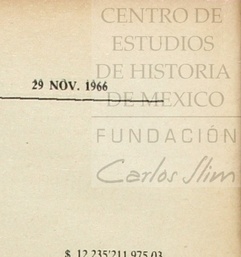 CENTRO DE
ESTUDIOS
DE HISTORIA
DE MEXICO
29 NOV. 1966
FUNDACIÓN
Carlos Slim
$ 12.235'211,975.03